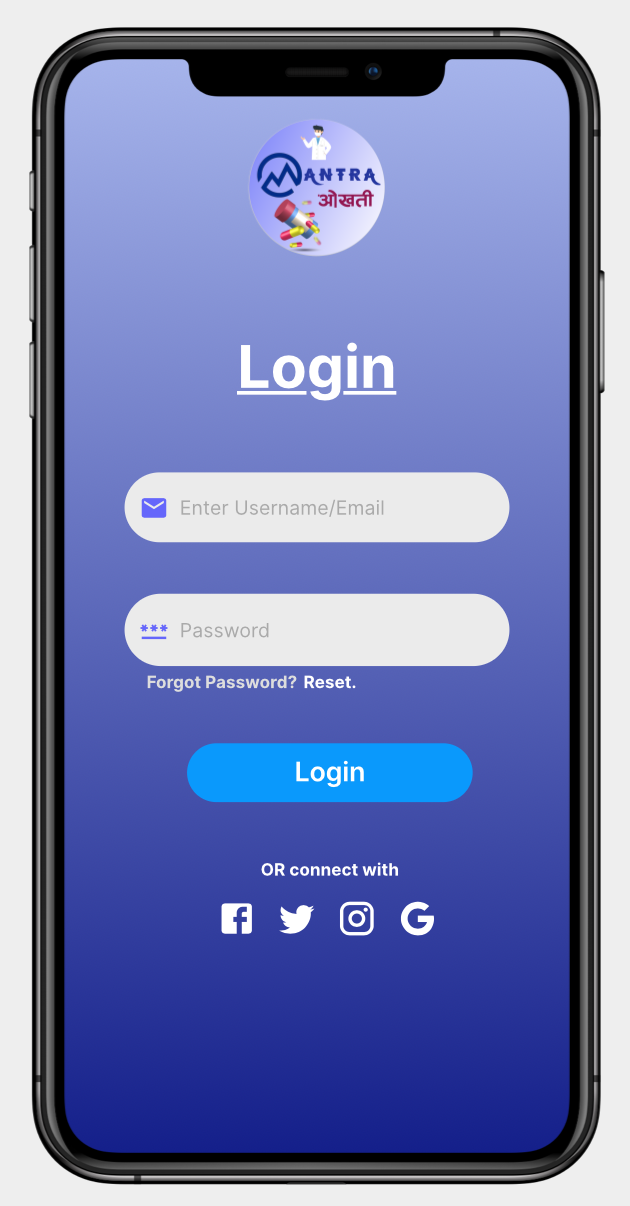 MANTRA
ओखती
Login
Enter Username/Email
*** Password
Forgot Password? Reset.
Login
OR connect with